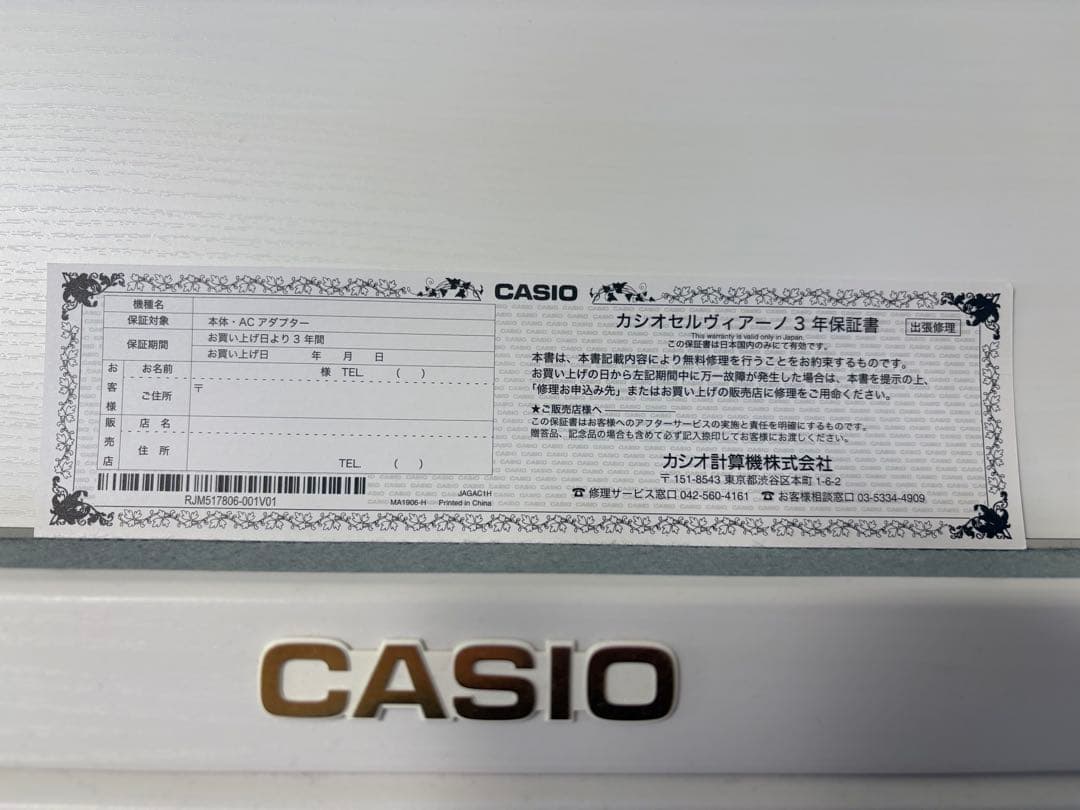 CASIO
機種名
保証対象 本体・AC アダプター
保証期間 お買い上げ日より 3 年間
お買い上げ日 年 月 日
お客様 お名前 様 TEL. ( )
ご住所 〒
販売店 店 名
住 所
TEL. ( )
RJM517806-001V01
MA1906-H
JAGAC1H
Printed in China
カシオセルヴィアーノ 3 年保証書 出張修理
This warranty is valid only in Japan.
この保証書は日本国内のみにて有効です。
本書は、本書記載内容により無料修理を行うことをお約束するものです。
お買い上げの日から左記期間中に万一故障が発生した場合は、本書を提示の上、
「修理お申込み先」またはお買い上げの販売店に修理をご用命ください。
★ご販売店様へ
この保証書はお客様へのアフターサービスの実施と責任を明確にするものです。
贈答品、記念品の場合も含めて必ず記入捺印してお客様にお渡しください。
カシオ計算機株式会社
〒151-8543 東京都渋谷区本町 1-6-2
☎修理サービス窓口 042-560-4161 ☎お客様相談窓口 03-5334-4909
CASIO